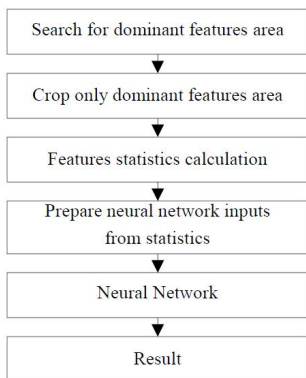 Search for dominant features area
Crop only dominant features area
Features statistics calculation
Prepare neural network inputs
from statistics
Neural Network
Result